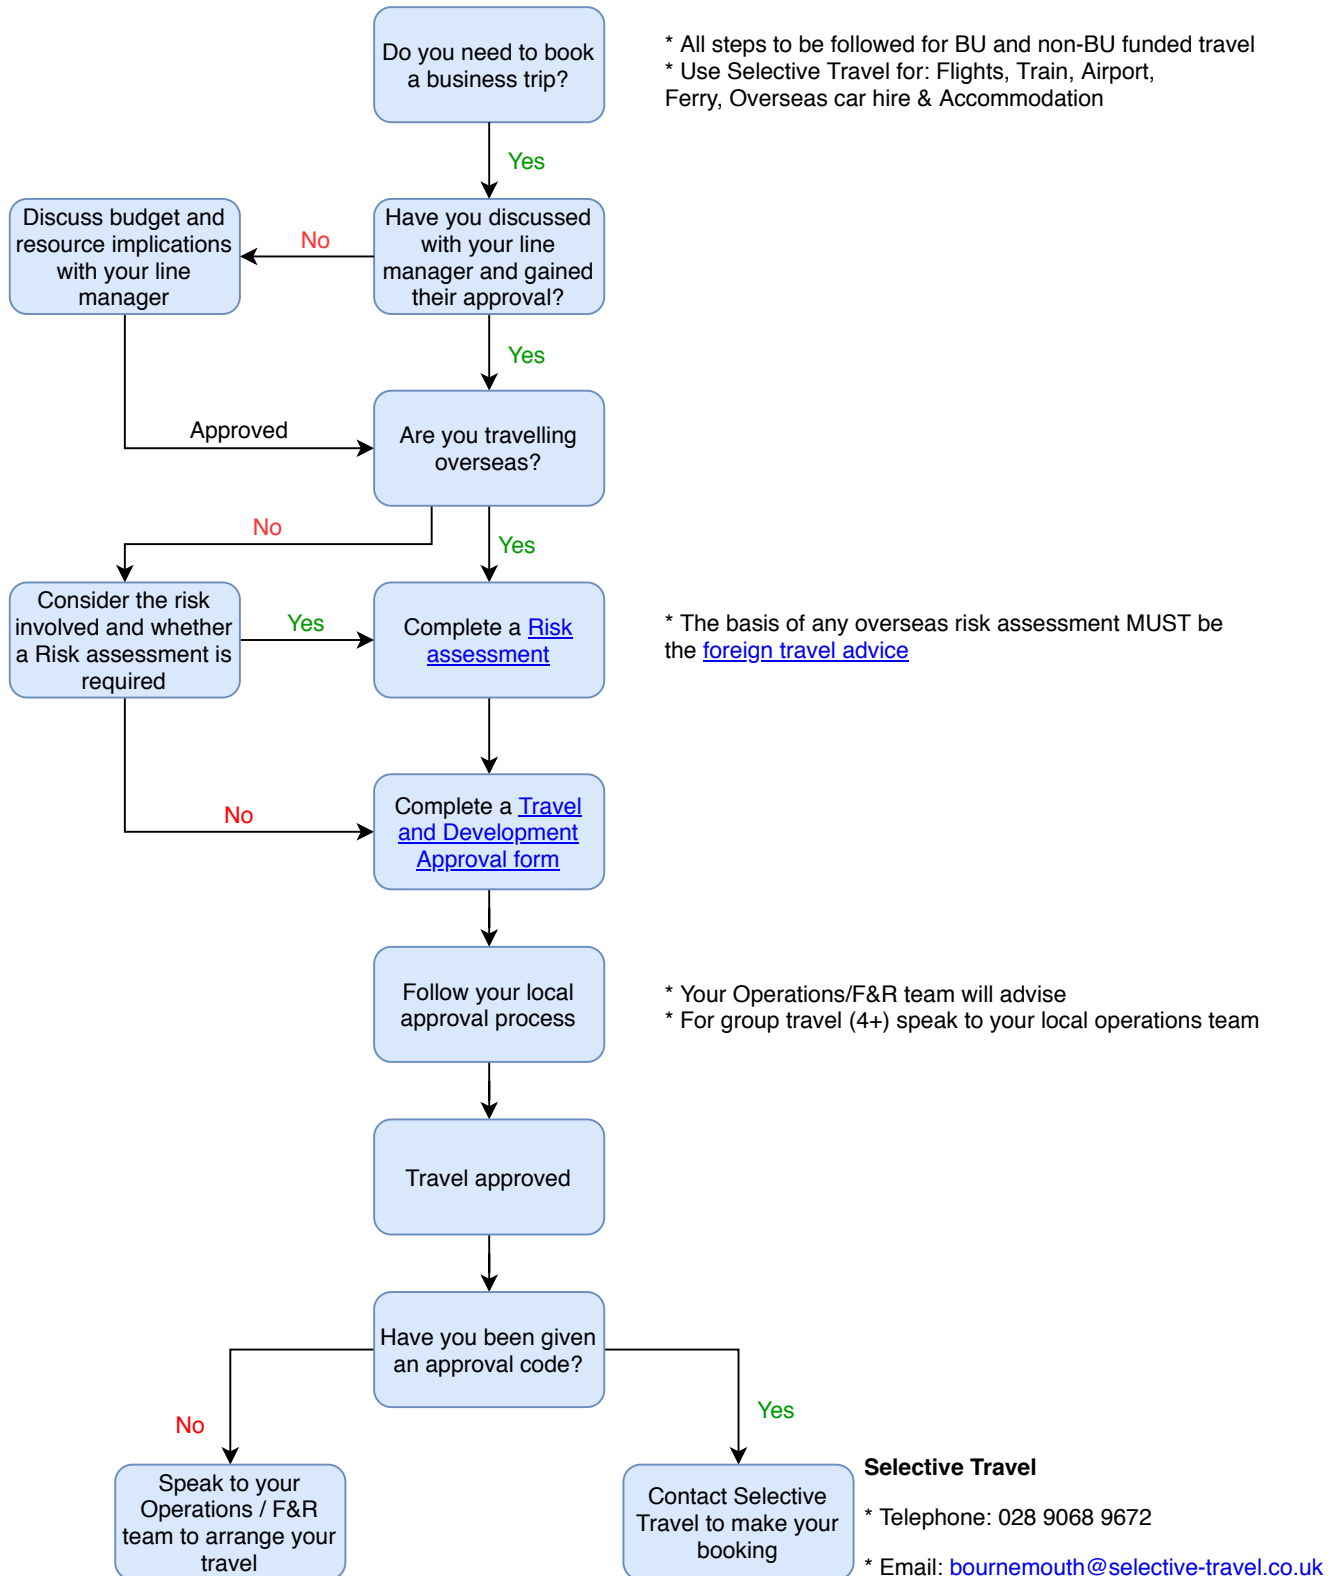 Do you need to book
a business trip?
* All steps to be followed for BU and non-BU funded travel
* Use Selective Travel for: Flights, Train, Airport,
Ferry, Overseas car hire & Accommodation
Yes
Discuss budget and
resource implications
with your line
manager
No
Have you discussed
with your line
manager and gained
their approval?
Yes
Approved
Are you travelling
overseas?
No
Yes
Consider the risk
involved and whether
a Risk assessment is
required
Yes
Complete a Risk
assessment
* The basis of any overseas risk assessment MUST be
the foreign travel advice
No
Complete a Travel
and Development
Approval form
Follow your local
approval process
* Your Operations/F&R team will advise
* For group travel (4+) speak to your local operations team
Travel approved
Have you been given
an approval code?
No
Yes
Speak to your
Operations / F&R
team to arrange your
travel
Contact Selective
Travel to make your
booking
Selective Travel
* Telephone: 028 9068 9672
* Email: bournemouth@selective-travel.co.uk